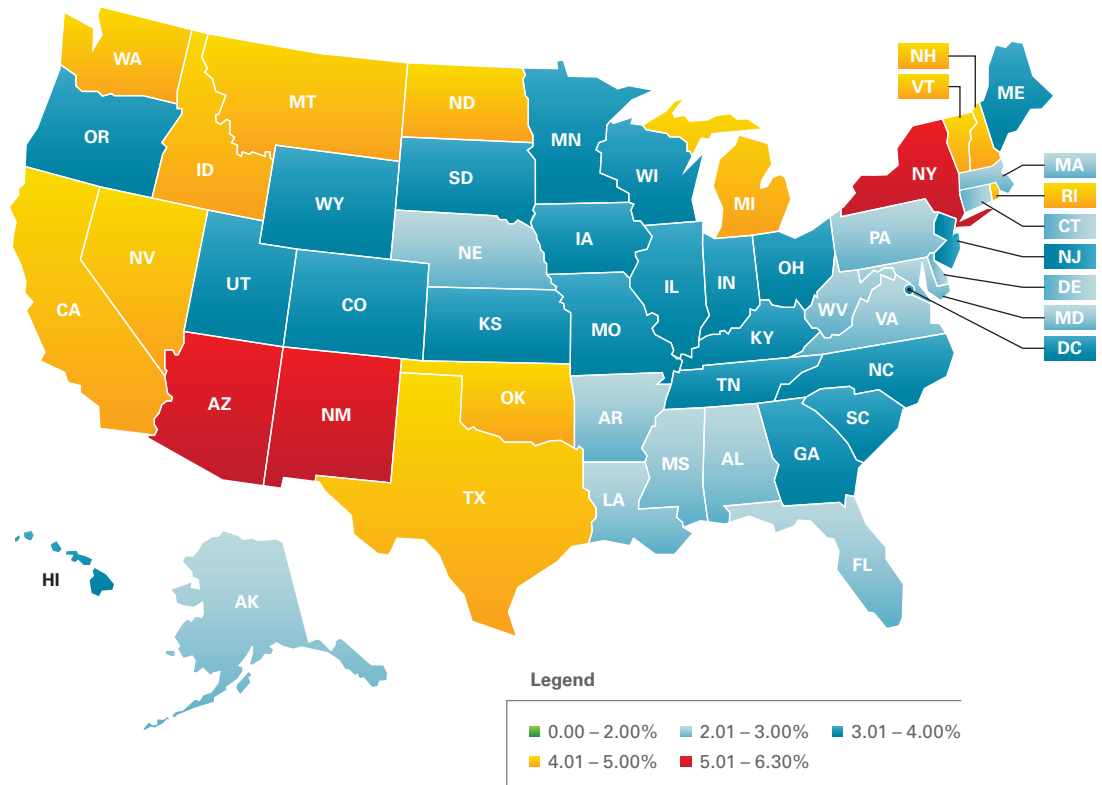 WA
MT
ND
MN
NH
VT
ME
OR
ID
SD
WI
NY
MA
WY
MI
RI
NV
NE
IA
PA
CT
UT
CO
IL
IN
OH
NJ
CA
KS
MO
WV
VA
DE
KY
MD
DC
AZ
NM
OK
AR
TN
NC
SC
MS
AL
GA
TX
LA
FL
HI
AK
Legend
0.00 – 2.00% 2.01 – 3.00% 3.01 – 4.00%
4.01 – 5.00% 5.01 – 6.30%